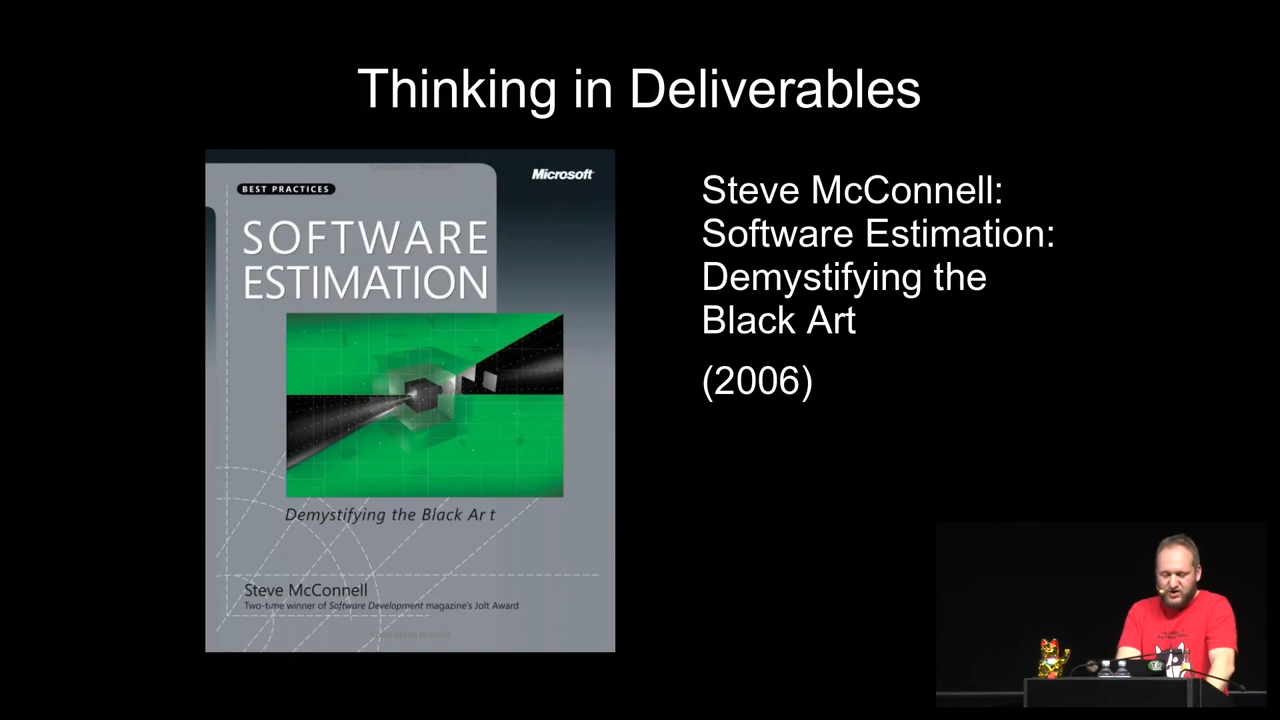 Thinking in Deliverables
BEST PRACTICES
Microsoft
SOFTWARE
ESTIMATION
Demystifying the Black Art
Steve McConnell
Two-time winner of Software Development magazine's Jolt Award
Steve McConnell:
Software Estimation:
Demystifying the
Black Art
(2006)